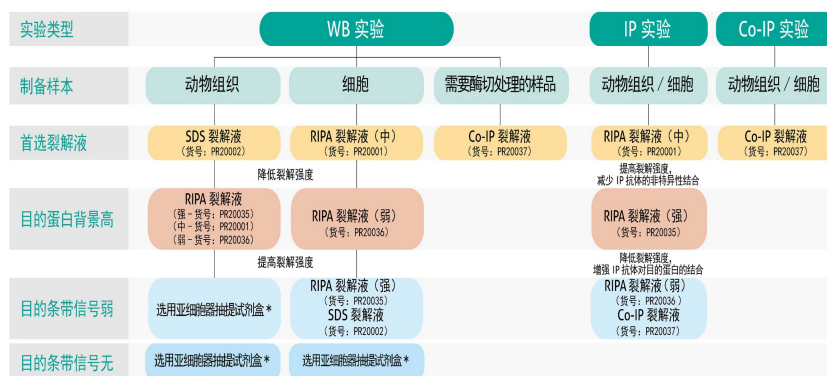 实验类型
WB 实验
IP 实验
Co-IP 实验
制备样本
动物组织
细胞
需要酶切处理的样品
动物组织 / 细胞
动物组织 / 细胞
首选裂解液
SDS 裂解液
(货号: PR20002)
RIPA 裂解液（中）
(货号: PR20001)
Co-IP 裂解液
(货号: PR20037)
RIPA 裂解液（中）
(货号: PR20001)
Co-IP 裂解液
(货号: PR20037)
降低裂解强度
提高裂解强度,
减少 IP 抗体的非特异性结合
目的蛋白背景高
RIPA 裂解液
(强-货号: PR20035)
(中-货号: PR20001)
(弱-货号: PR20036)
RIPA 裂解液（弱）
(货号: PR20036)
RIPA 裂解液（强）
(货号: PR20035)
提高裂解强度
降低裂解强度,
增强 IP 抗体对目的蛋白的结合
目的条带信号弱
选用亚细胞器抽提试剂盒*
RIPA 裂解液（强）
(货号: PR20035)
SDS 裂解液
(货号: PR20002)
RIPA 裂解液（弱）
(货号: PR20036 )
Co-IP 裂解液
(货号: PR20037)
目的条带信号无
选用亚细胞器抽提试剂盒*
选用亚细胞器抽提试剂盒*